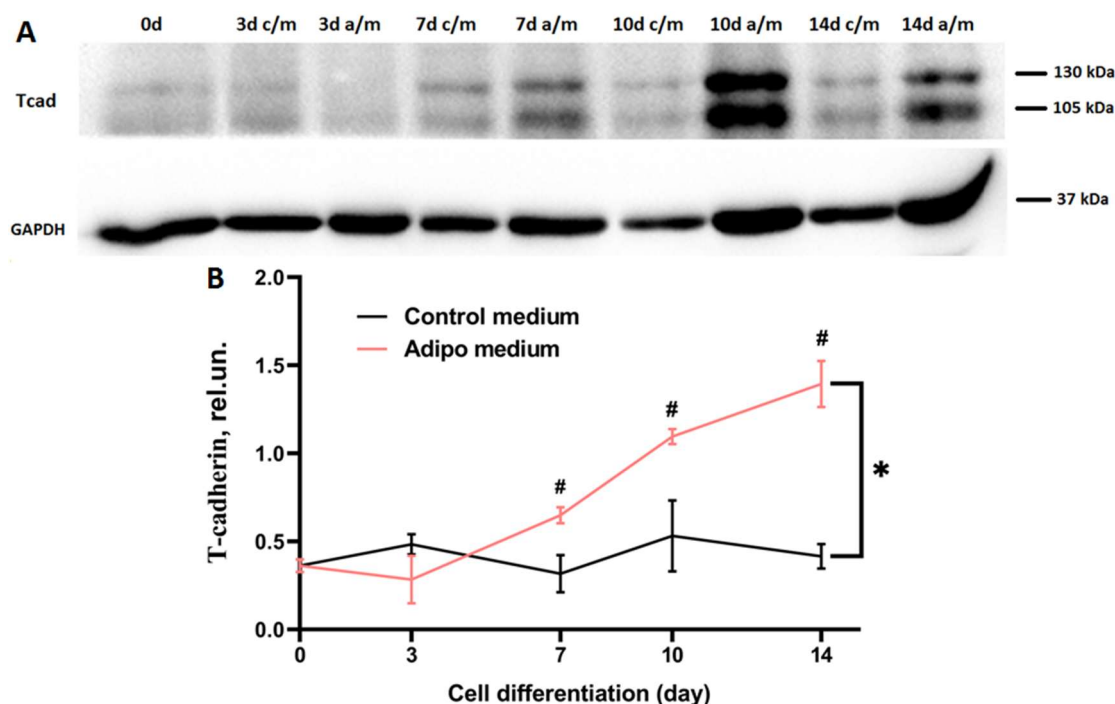 A
0d 3d c/m 3d a/m 7d c/m 7d a/m 10d c/m 10d a/m 14d c/m 14d a/m
Tcad
130 kDa
105 kDa
GAPDH
37 kDa
B
T-cadherin, rel.un.
2.0
1.5
1.0
0.5
0.0
Control medium
Adipo medium
# # #
*
0 3 7 10 14
Cell differentiation (day)